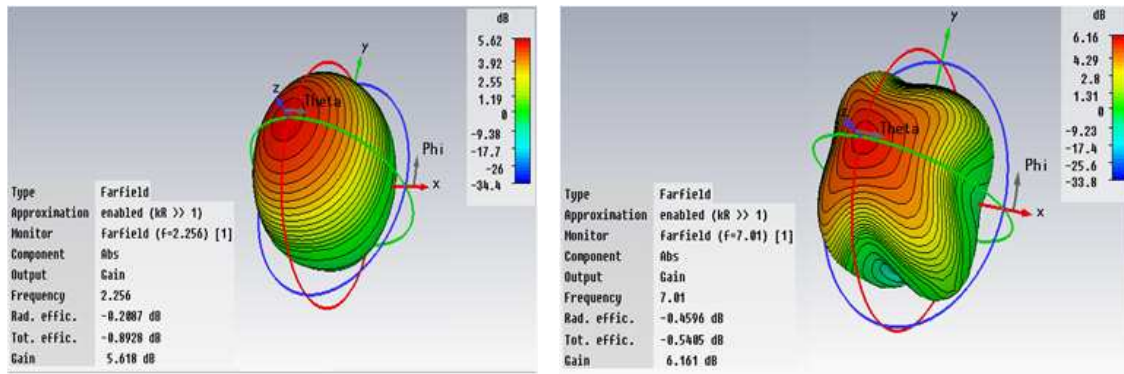 dB
5.62
3.92
2.55
1.19
0
-9.38
-17.7
-26
-34.4
y
z
Theta
Phi
x
Type Farfield
Approximation enabled (kR >> 1)
Monitor farfield (f=2.256) [1]
Component Abs
Output Gain
Frequency 2.256
Rad. effic. -0.2087 dB
Tot. effic. -0.8928 dB
Gain 5.618 dB
dB
6.16
4.29
2.8
1.31
0
-9.23
-17.4
-25.6
-33.8
y
z
Theta
Phi
x
Type Farfield
Approximation enabled (kR >> 1)
Monitor farfield (f=7.01) [1]
Component Abs
Output Gain
Frequency 7.01
Rad. effic. -0.4596 dB
Tot. effic. -0.5405 dB
Gain 6.161 dB